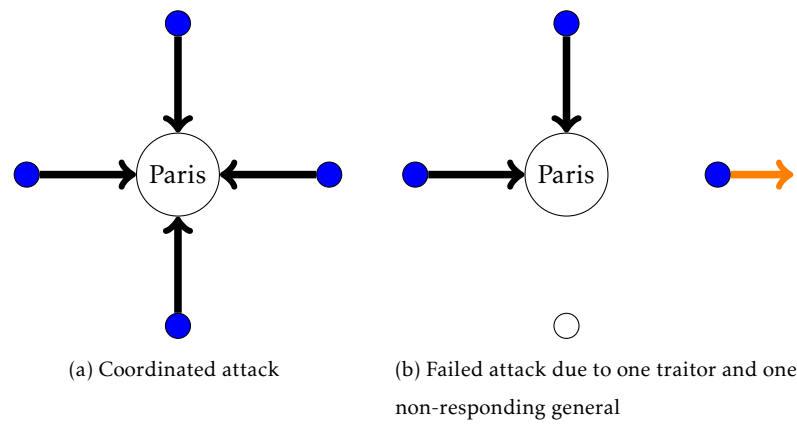 Paris
Paris
(a) Coordinated attack
(b) Failed attack due to one traitor and one
non-responding general